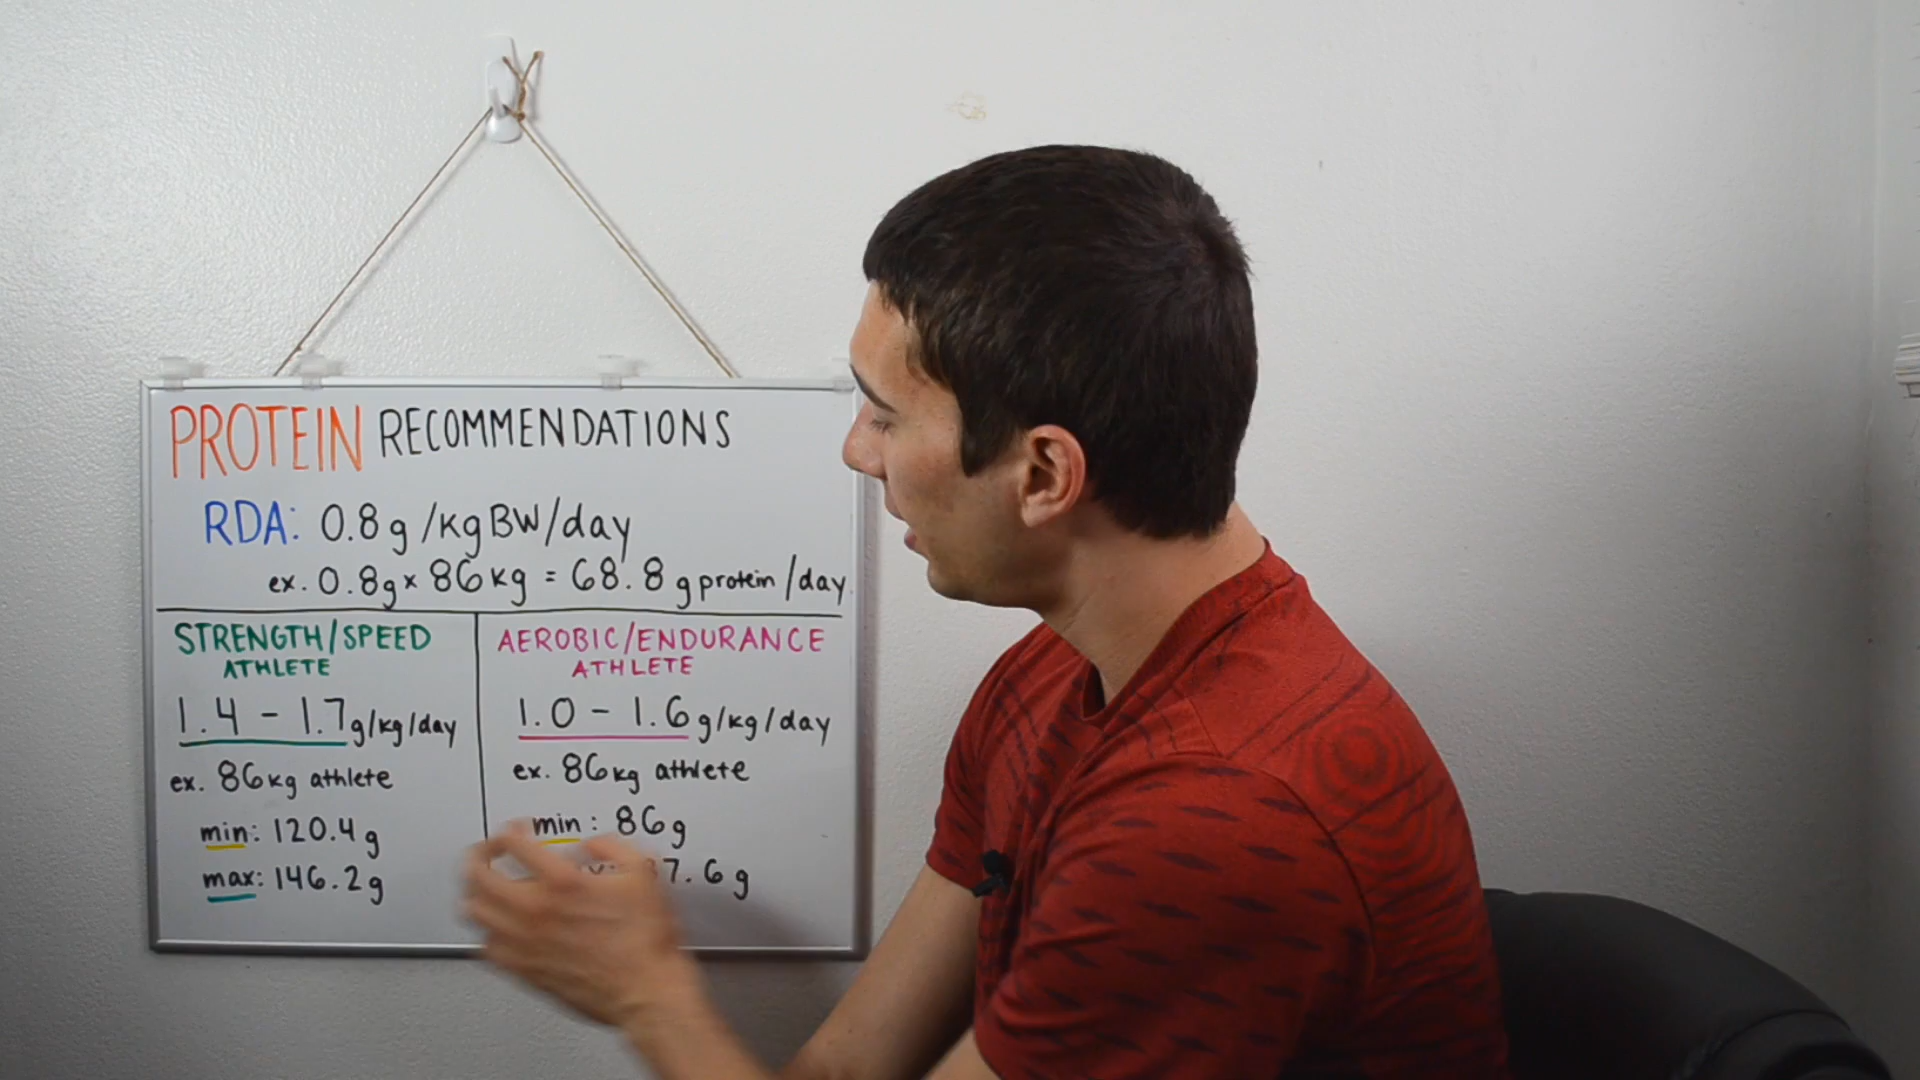 PROTEIN RECOMMENDATIONS
RDA: 0.8g/kgBW/day
ex. 0.8g x 86kg = 68.8g protein/day
STRENGTH/SPEED
ATHLETE
1.4 - 1.7g/kg/day
ex. 86kg athlete
min: 120.4g
max: 146.2g
AEROBIC/ENDURANCE
ATHLETE
1.0 - 1.6g/kg/day
ex. 86kg athlete
min: 86g